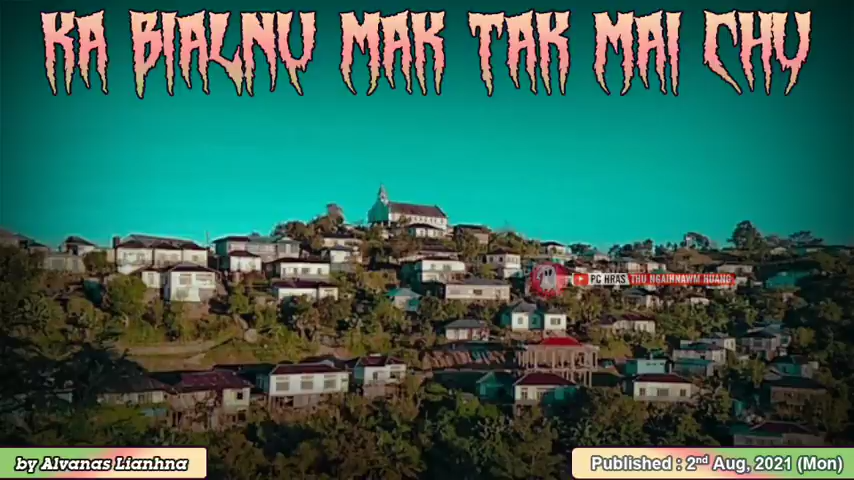 KA BIALNU MAK TAK MAI CHU
PC HRAS THU NGAIHNAWM HUANG
by Alvanas Lianhna
Published : 2nd Aug, 2021 (Mon)